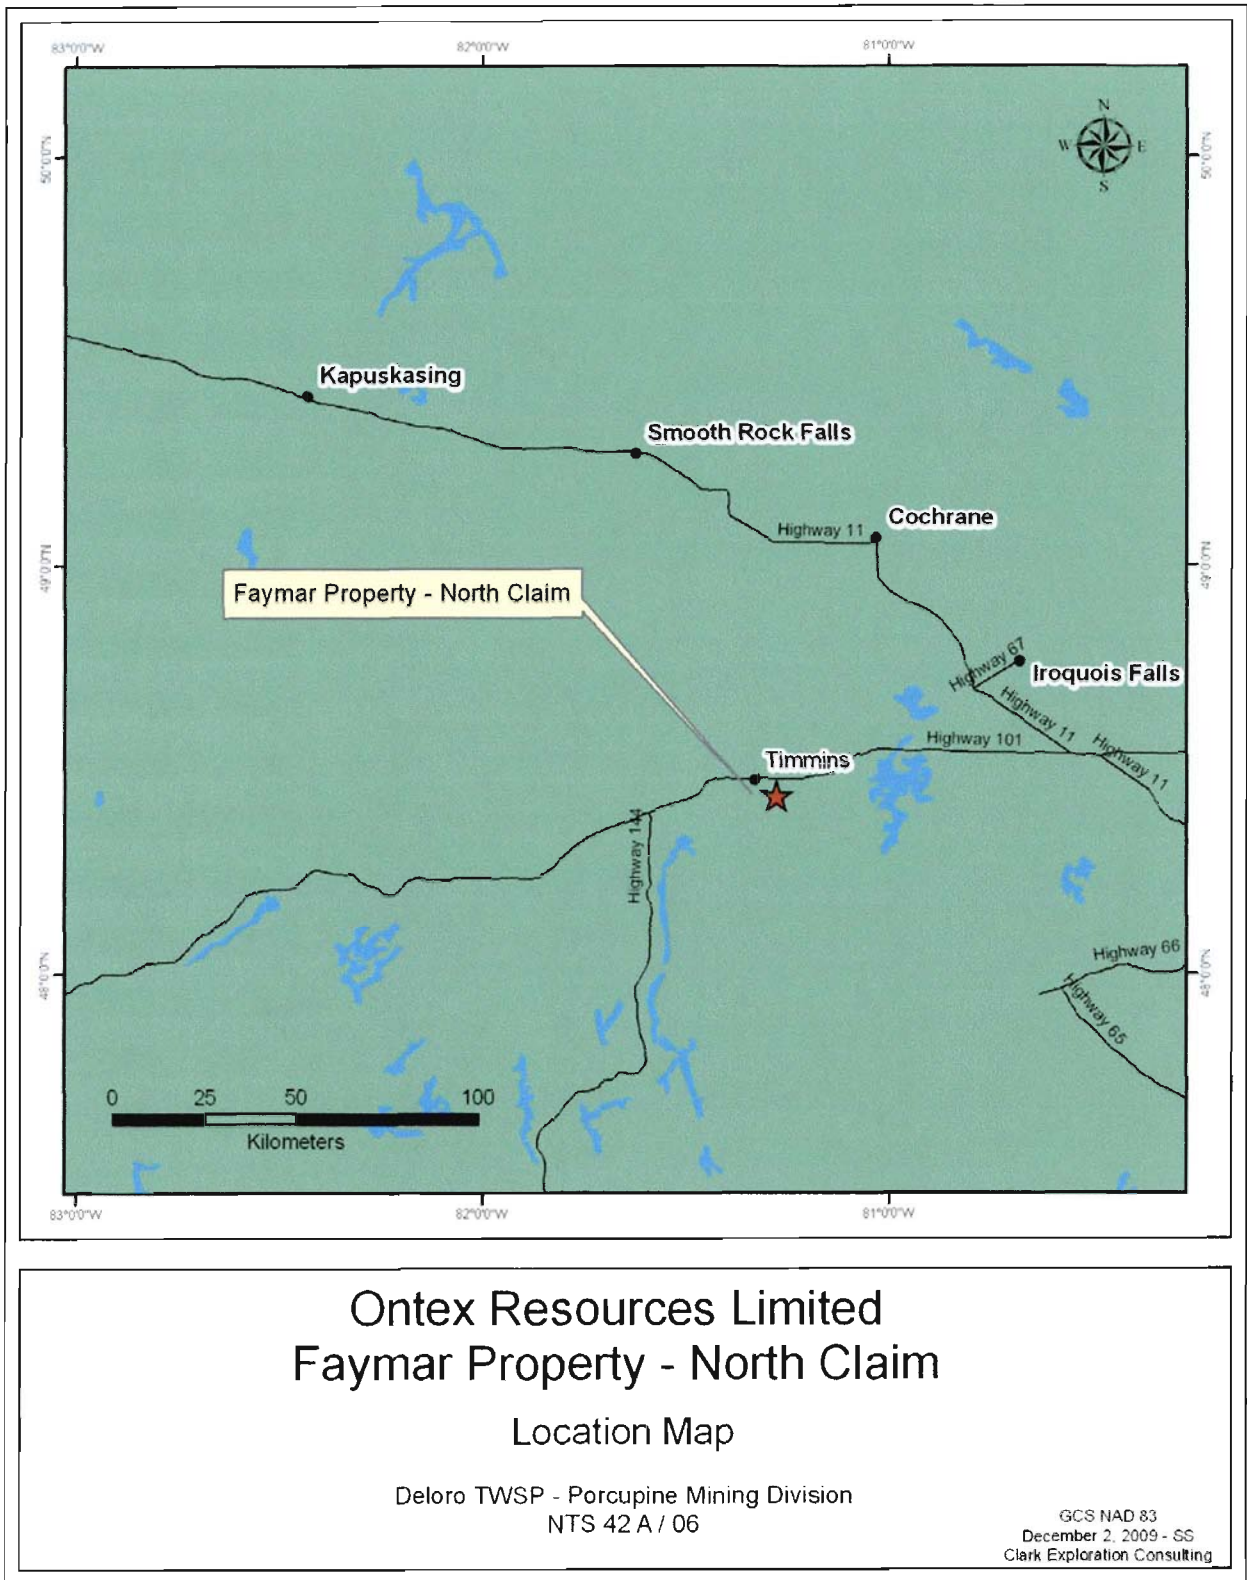 83°0'0"W
82°0'0"W
81°0'0"W
N
W
E
S
50°0'0"N
50°0'0"N
Kapuskasing
Smooth Rock Falls
Cochrane
Highway 11
49°0'0"N
49°0'0"N
Faymar Property - North Claim
Highway 67
Iroquois Falls
Highway 11
Highway 101
Highway 11
Timmins
Highway 144
Highway 66
48°0'0"N
48°0'0"N
Highway 65
0 25 50 100
Kilometers
83°0'0"W
82°0'0"W
81°0'0"W
Ontex Resources Limited
Faymar Property - North Claim
Location Map
Deloro TWSP - Porcupine Mining Division
NTS 42 A / 06
GCS NAD 83
December 2, 2009 - SS
Clark Exploration Consulting